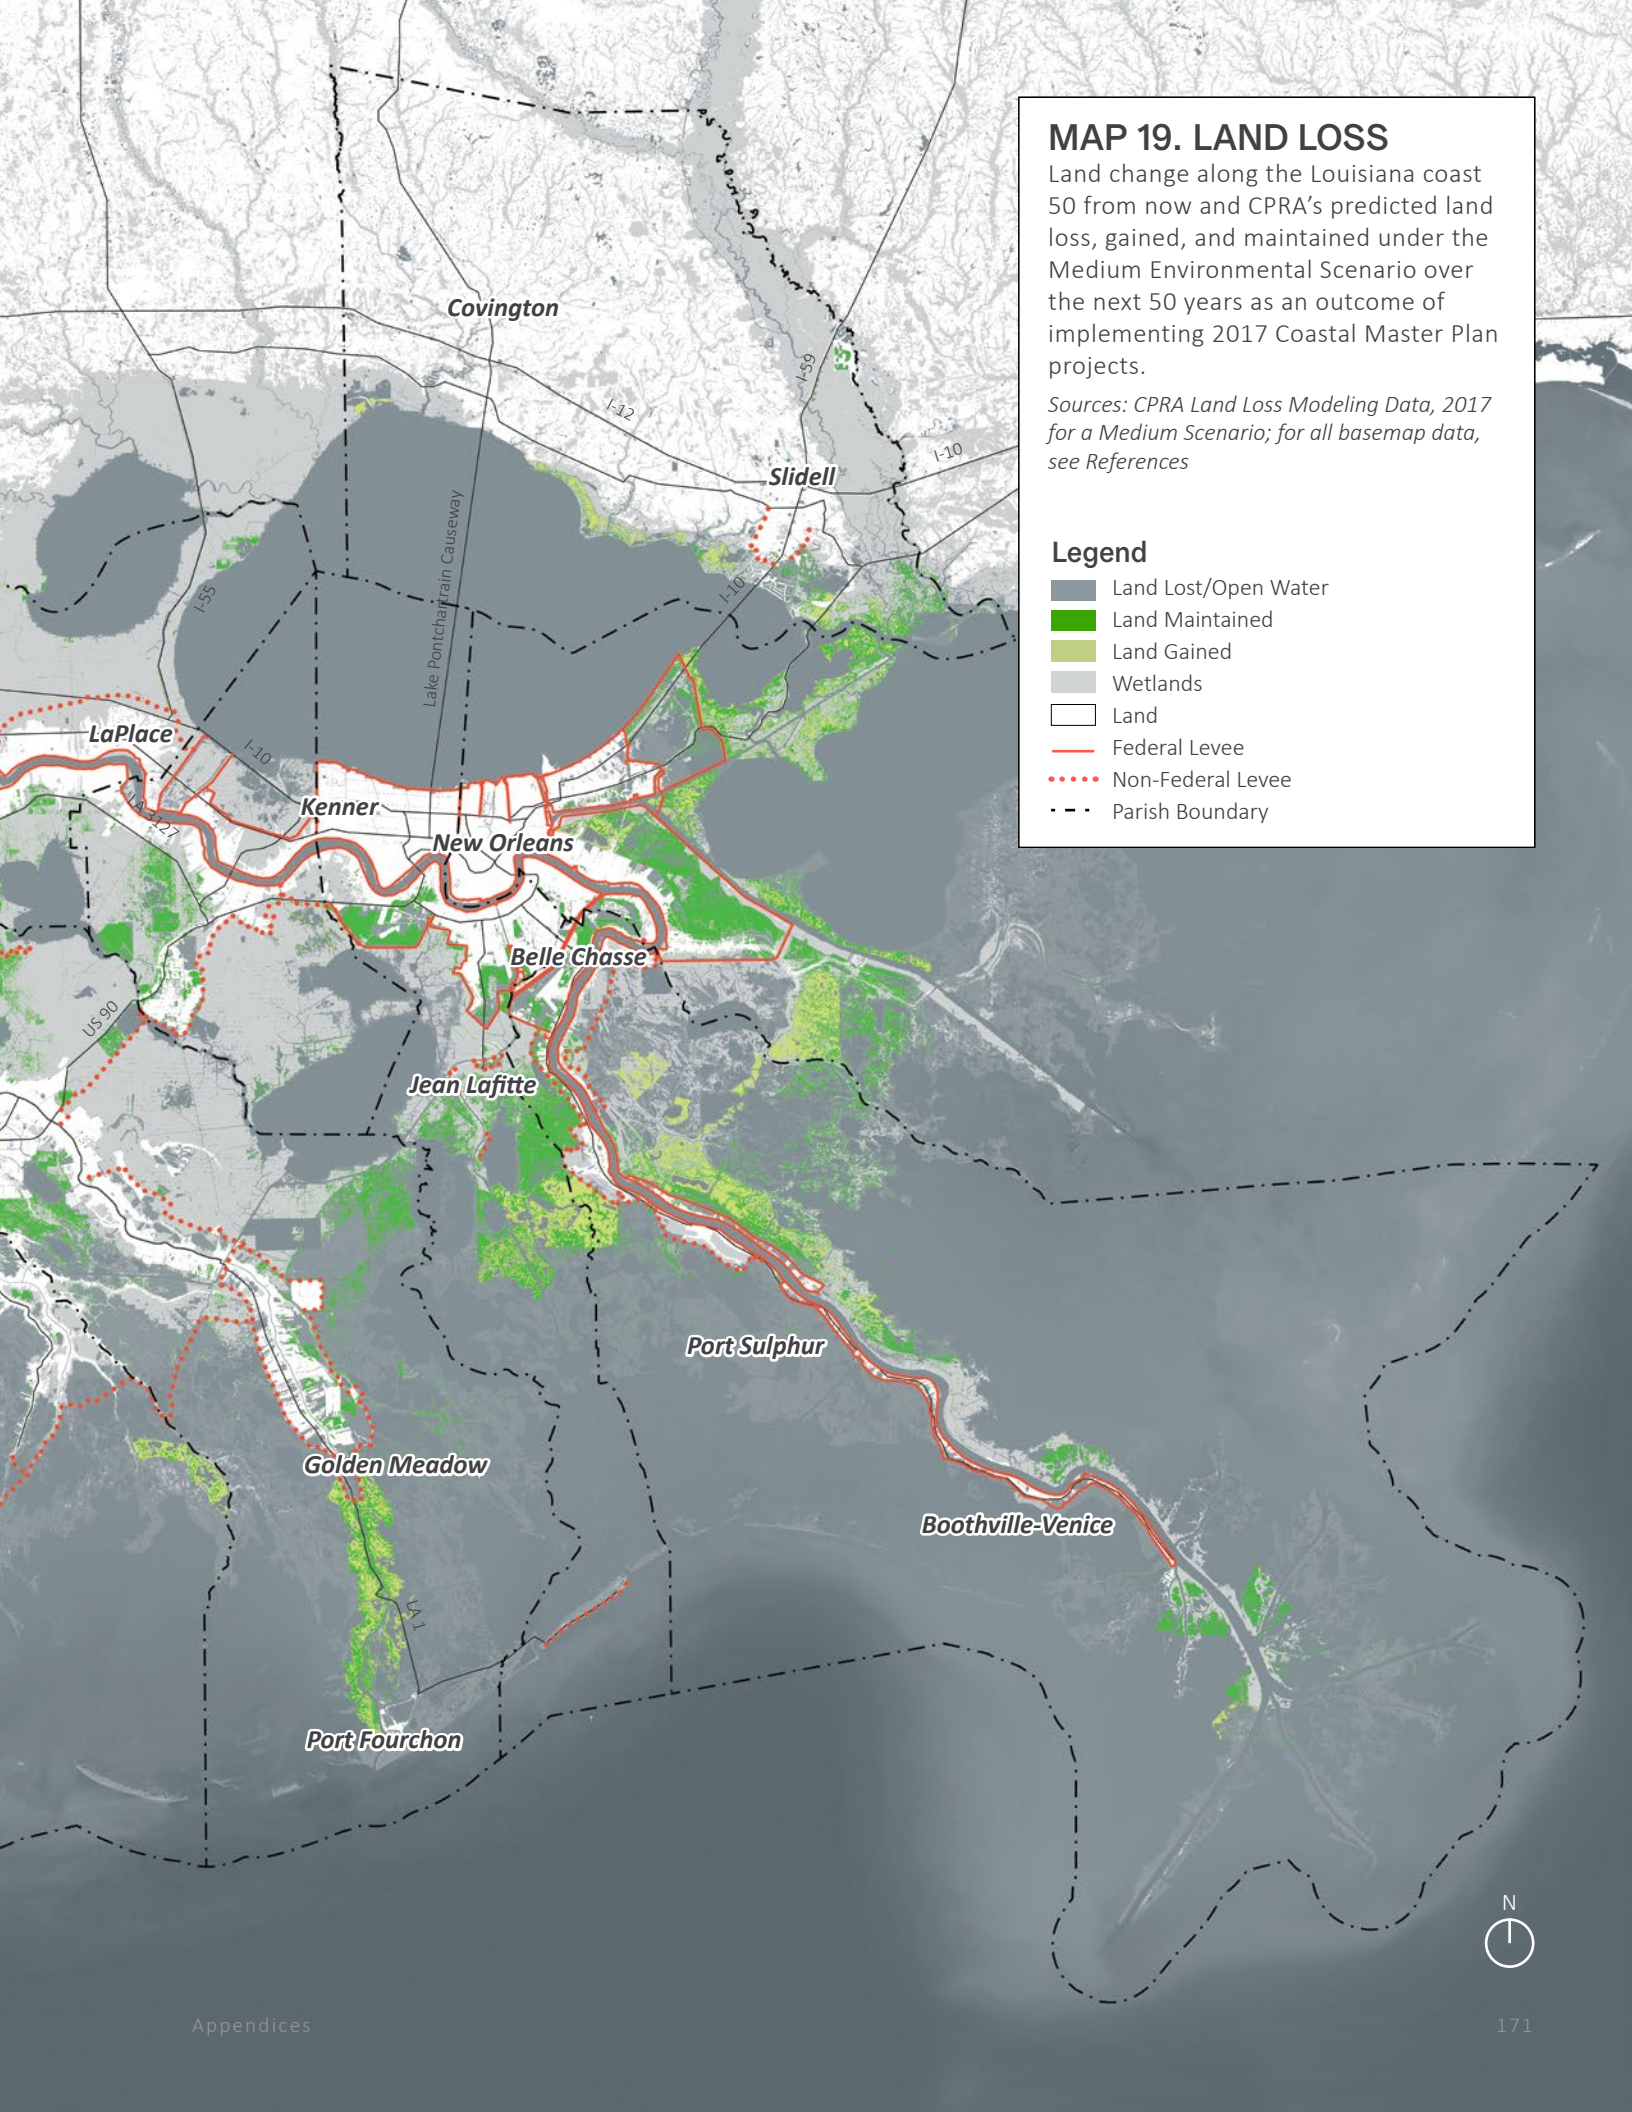 MAP 19. LAND LOSS
Land change along the Louisiana coast
50 from now and CPRA’s predicted land
loss, gained, and maintained under the
Medium Environmental Scenario over
the next 50 years as an outcome of
implementing 2017 Coastal Master Plan
projects.
Sources: CPRA Land Loss Modeling Data, 2017
for a Medium Scenario; for all basemap data,
see References
Legend
Land Lost/Open Water
Land Maintained
Land Gained
Wetlands
Land
Federal Levee
Non-Federal Levee
Parish Boundary
Covington
I-59
I-12
I-10
Slidell
Lake Pontchartrain Causeway
I-10
I-55
LaPlace
I-10
Kenner
LA 3127
New Orleans
Belle Chasse
US 90
Jean Lafitte
Port Sulphur
Golden Meadow
Boothville-Venice
LA 1
Port Fourchon
N
Appendices
171